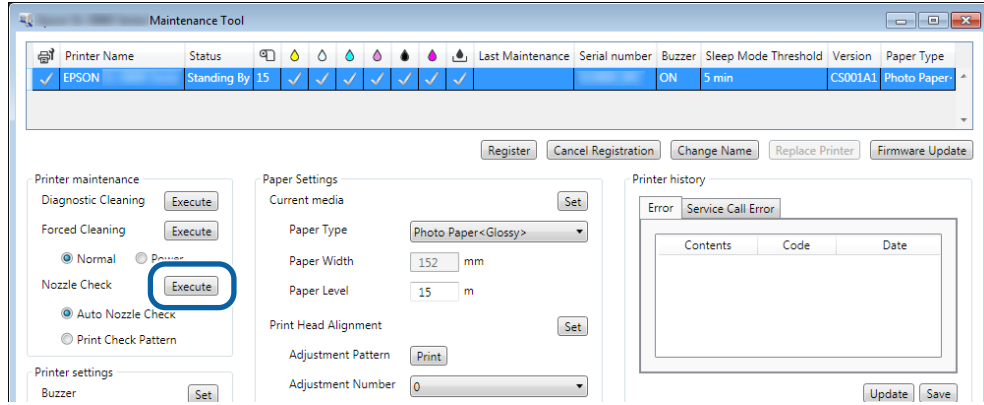 Maintenance Tool
Printer Name Status Last Maintenance Serial number Buzzer Sleep Mode Threshold Version Paper Type
EPSON Standing By 15 ON 5 min CS001A1 Photo Paper-
Register Cancel Registration Change Name Replace Printer Firmware Update
Printer maintenance
Diagnostic Cleaning Execute
Forced Cleaning Execute
Normal Power
Nozzle Check Execute
Auto Nozzle Check
Print Check Pattern
Printer settings
Buzzer Set
Paper Settings
Current media Set
Paper Type Photo Paper<Glossy>
Paper Width 152 mm
Paper Level 15 m
Print Head Alignment Set
Adjustment Pattern Print
Adjustment Number 0
Printer history
Error Service Call Error
Contents Code Date
Update Save